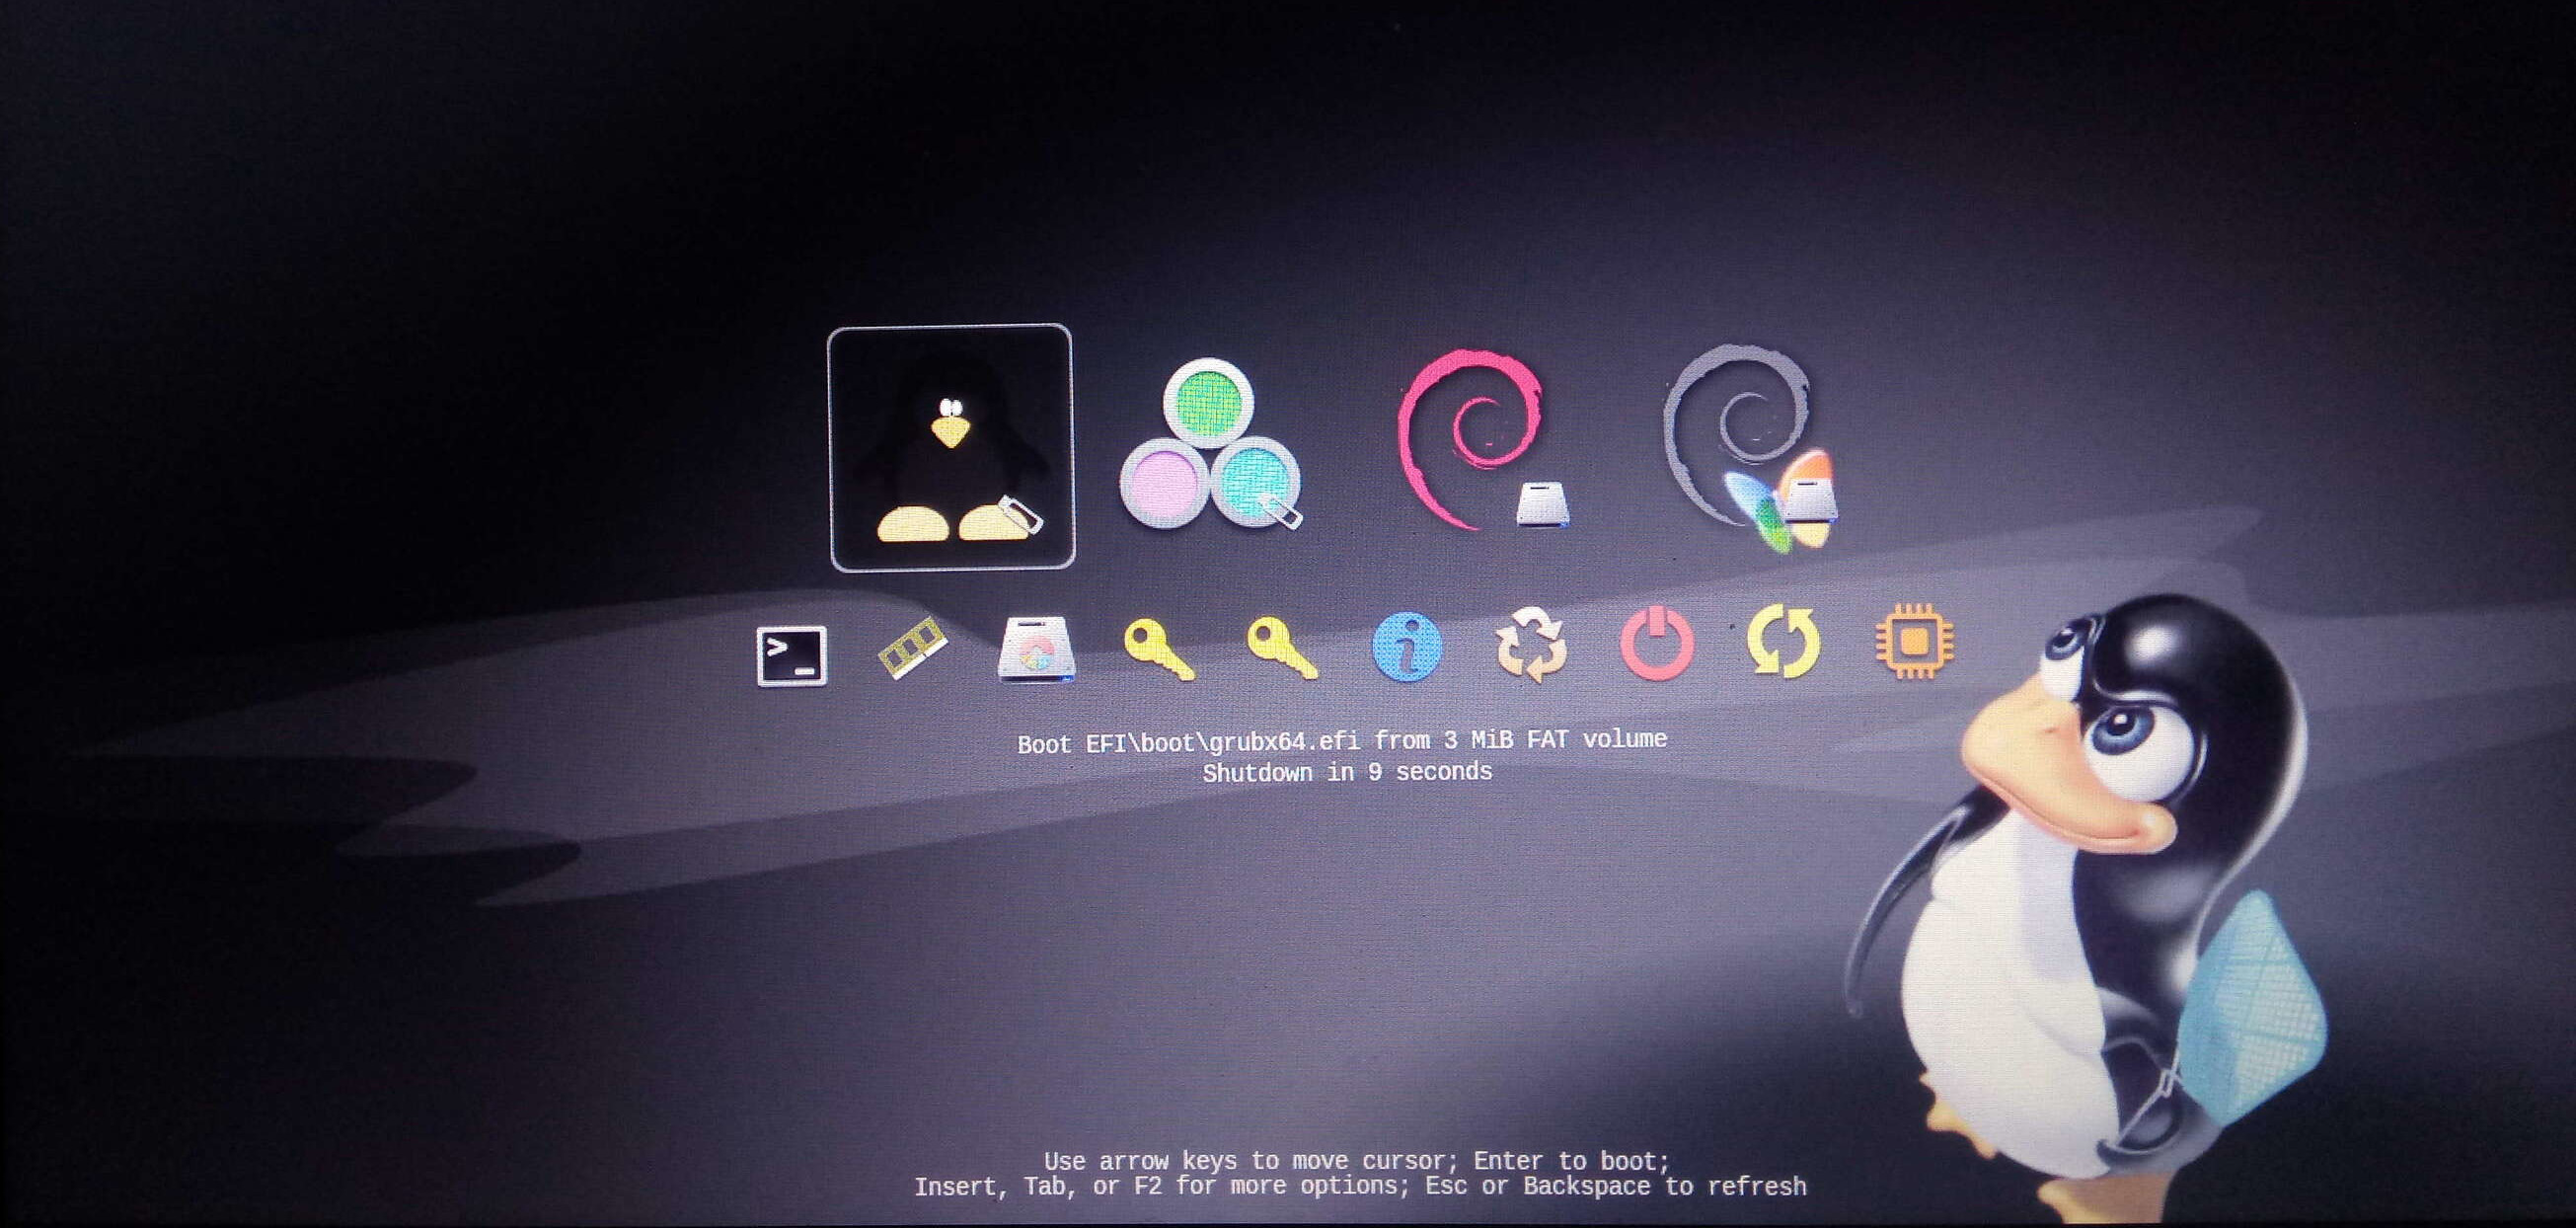 >_
Boot EFI\boot\grubx64.efi from 3 MiB FAT volume
Shutdown in 9 seconds
Use arrow keys to move cursor; Enter to boot;
Insert, Tab, or F2 for more options; Esc or Backspace to refresh